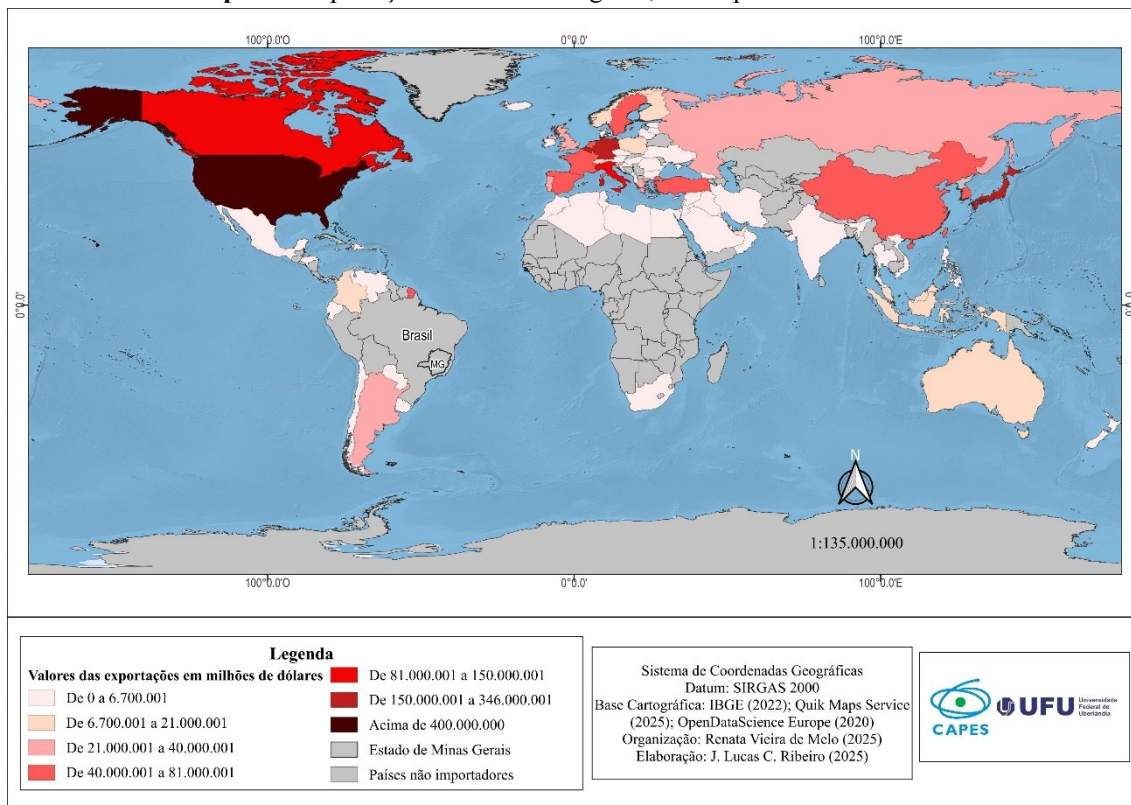 100°0.0'O 0°0.0' 100°0.0'E
0°0.0' 0°0.0'
Brasil
MG
N
1:135.000.000
100°0.0'O 0°0.0' 100°0.0'E
Legenda
Valores das exportações em milhões de dólares
De 0 a 6.700.001
De 6.700.001 a 21.000.001
De 21.000.001 a 40.000.001
De 40.000.001 a 81.000.001
De 81.000.001 a 150.000.001
De 150.000.001 a 346.000.001
Acima de 400.000.000
Estado de Minas Gerais
Países não importadores
Sistema de Coordenadas Geográficas
Datum: SIRGAS 2000
Base Cartográfica: IBGE (2022); Quik Maps Service
(2025); OpenDataScience Europe (2020)
Organização: Renata Vieira de Melo (2025)
Elaboração: J. Lucas C. Ribeiro (2025)
CAPES
UFU
Universidade
Federal de
Uberlândia